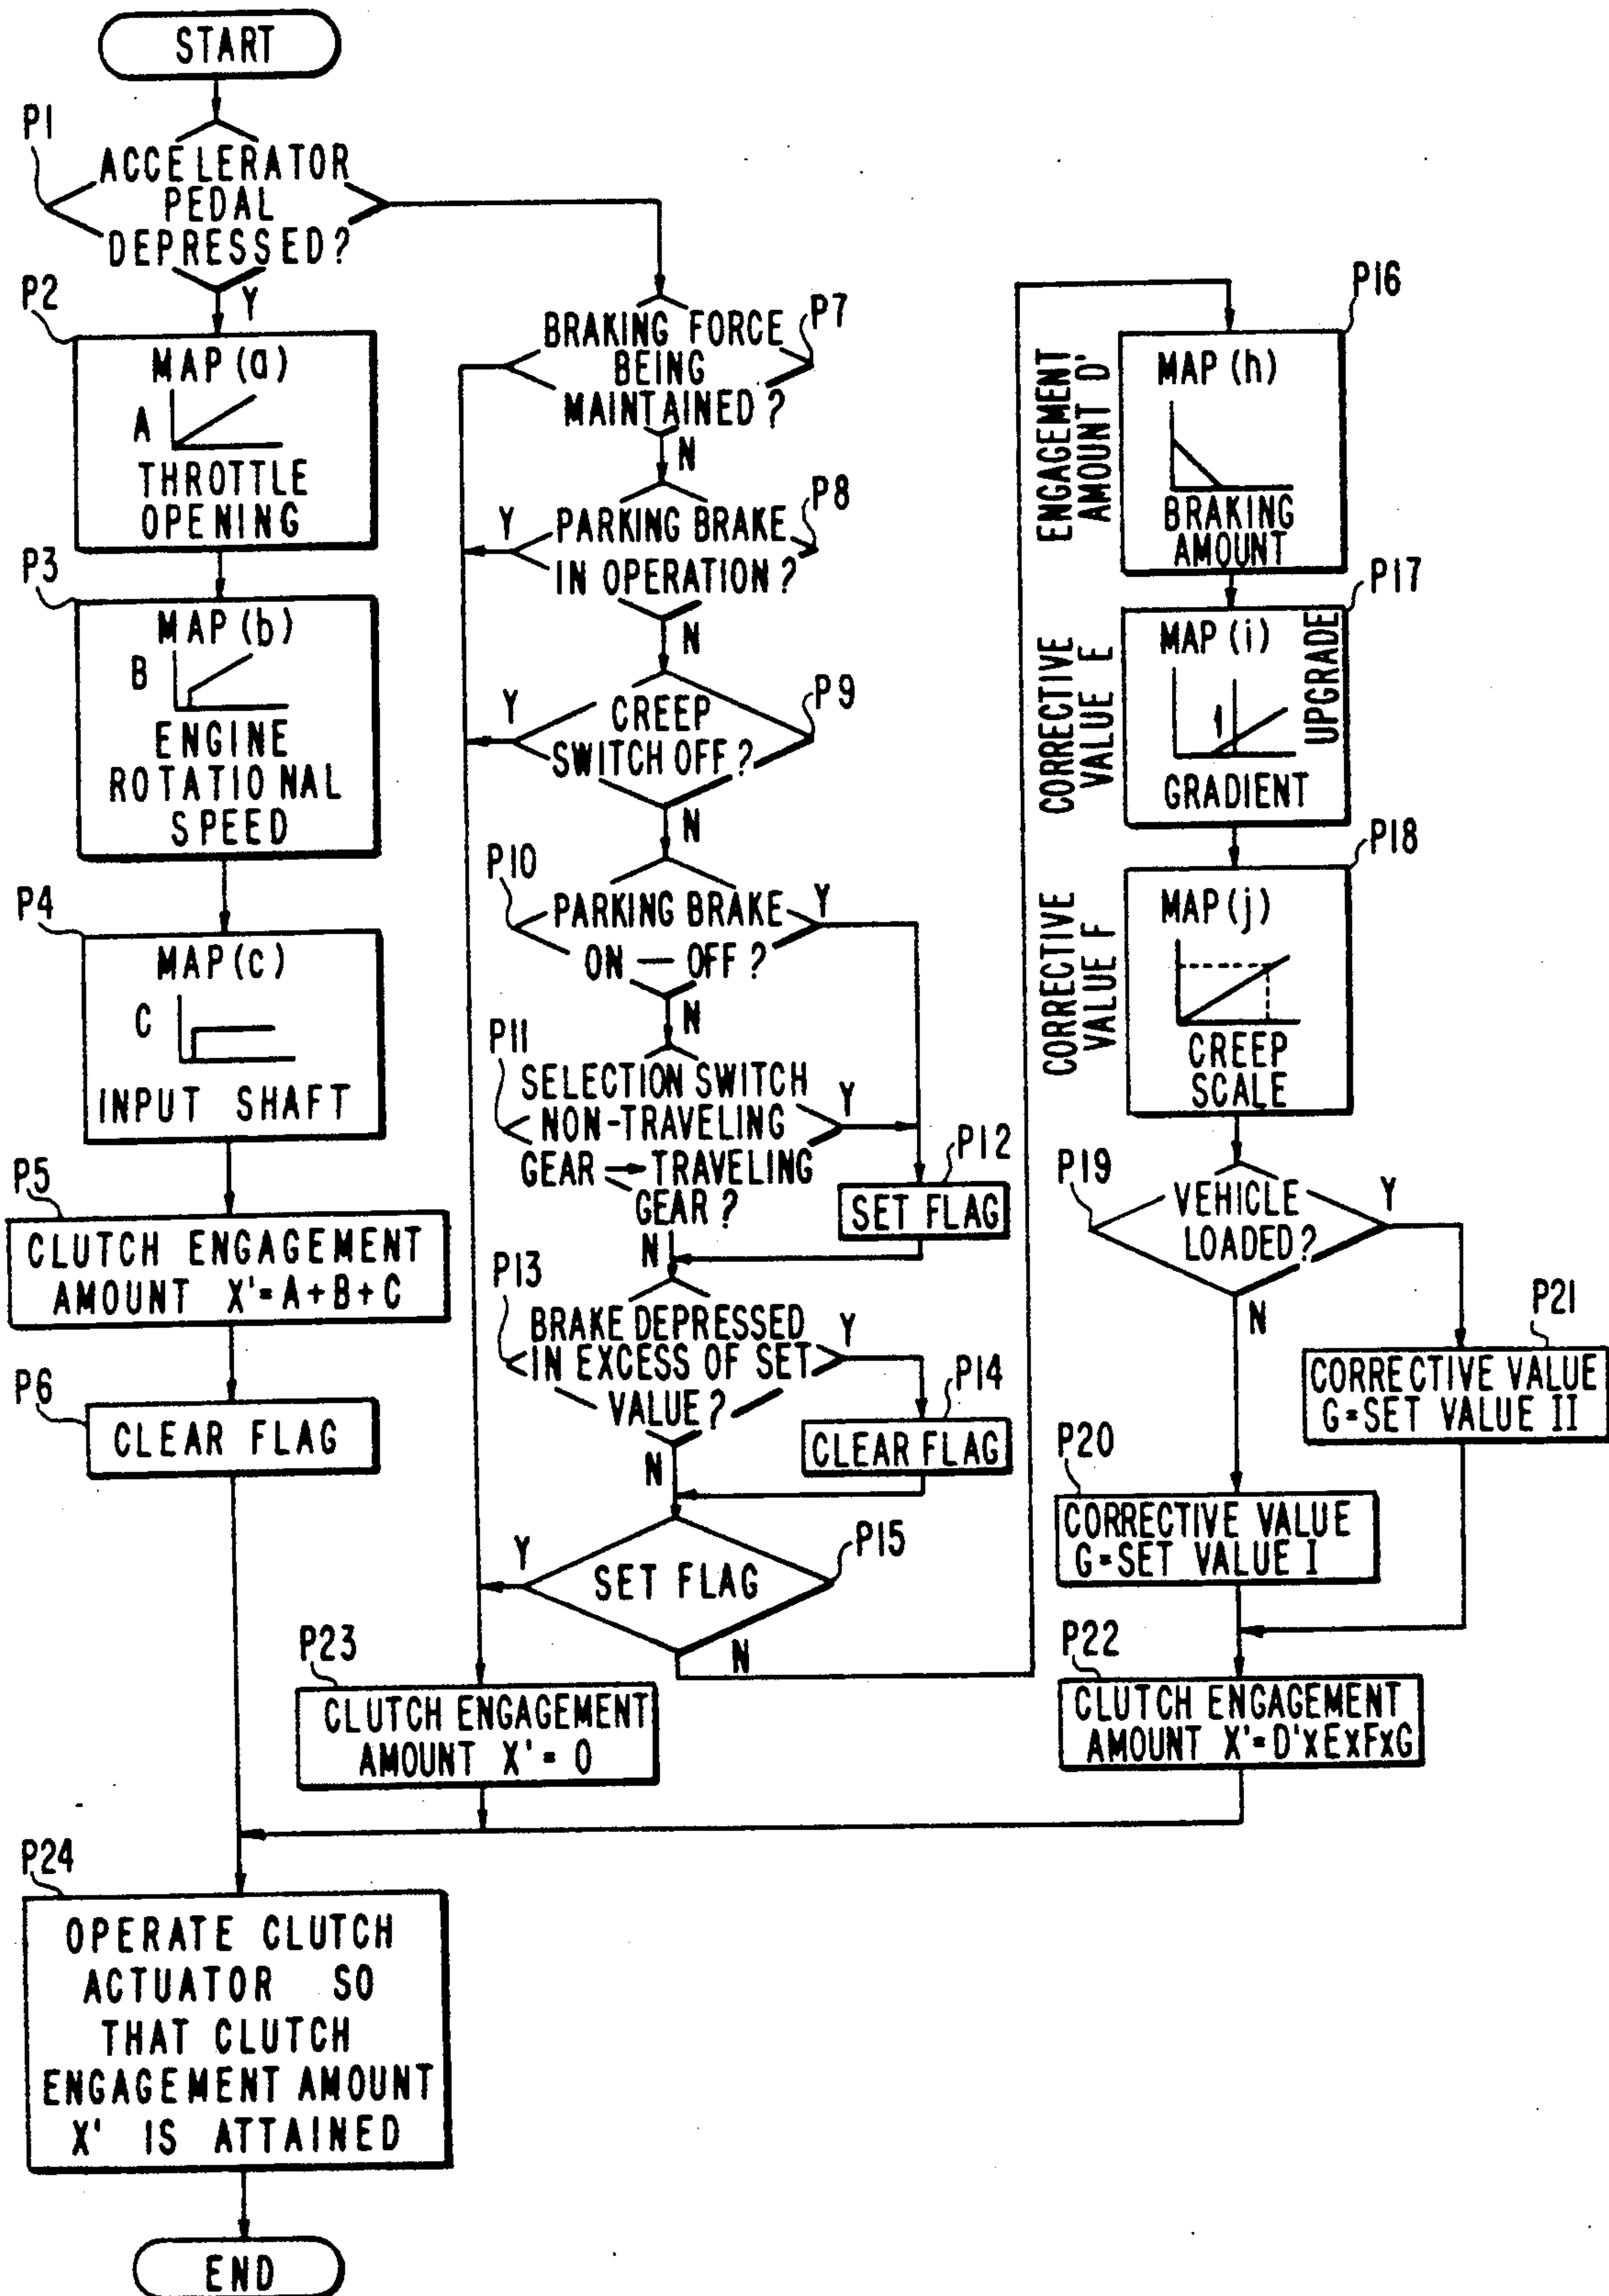 START
P1
ACCELERATOR
PEDAL
DEPRESSED?
Y
P2
MAP (a)
A
THROTTLE
OPENING
P3
MAP (b)
B
ENGINE
ROTATIONAL
SPEED
P4
MAP (c)
C
INPUT SHAFT
P5
CLUTCH ENGAGEMENT
AMOUNT X'=A+B+C
P6
CLEAR FLAG
P7
BRAKING FORCE
BEING
MAINTAINED?
N
P8
Y
PARKING BRAKE
IN OPERATION?
N
P9
Y
CREEP
SWITCH OFF?
N
P10
PARKING BRAKE
ON — OFF?
Y
N
P11
SELECTION SWITCH
NON-TRAVELING
GEAR → TRAVELING
GEAR?
Y
N
P12
SET FLAG
P13
BRAKE DEPRESSED
IN EXCESS OF SET
VALUE?
Y
N
P14
CLEAR FLAG
P15
Y
SET FLAG
N
P16
ENGAGEMENT
AMOUNT D'
MAP (h)
BRAKING
AMOUNT
P17
CORRECTIVE
VALUE E
MAP (i)
1
UPGRADE
GRADIENT
P18
CORRECTIVE
VALUE F
MAP (j)
CREEP
SCALE
P19
VEHICLE
LOADED?
Y
N
P21
CORRECTIVE VALUE
G=SET VALUE II
P20
CORRECTIVE VALUE
G=SET VALUE I
P22
CLUTCH ENGAGEMENT
AMOUNT X'=D'xExFxG
P23
CLUTCH ENGAGEMENT
AMOUNT X'=0
P24
OPERATE CLUTCH
ACTUATOR SO
THAT CLUTCH
ENGAGEMENT AMOUNT
X' IS ATTAINED
END